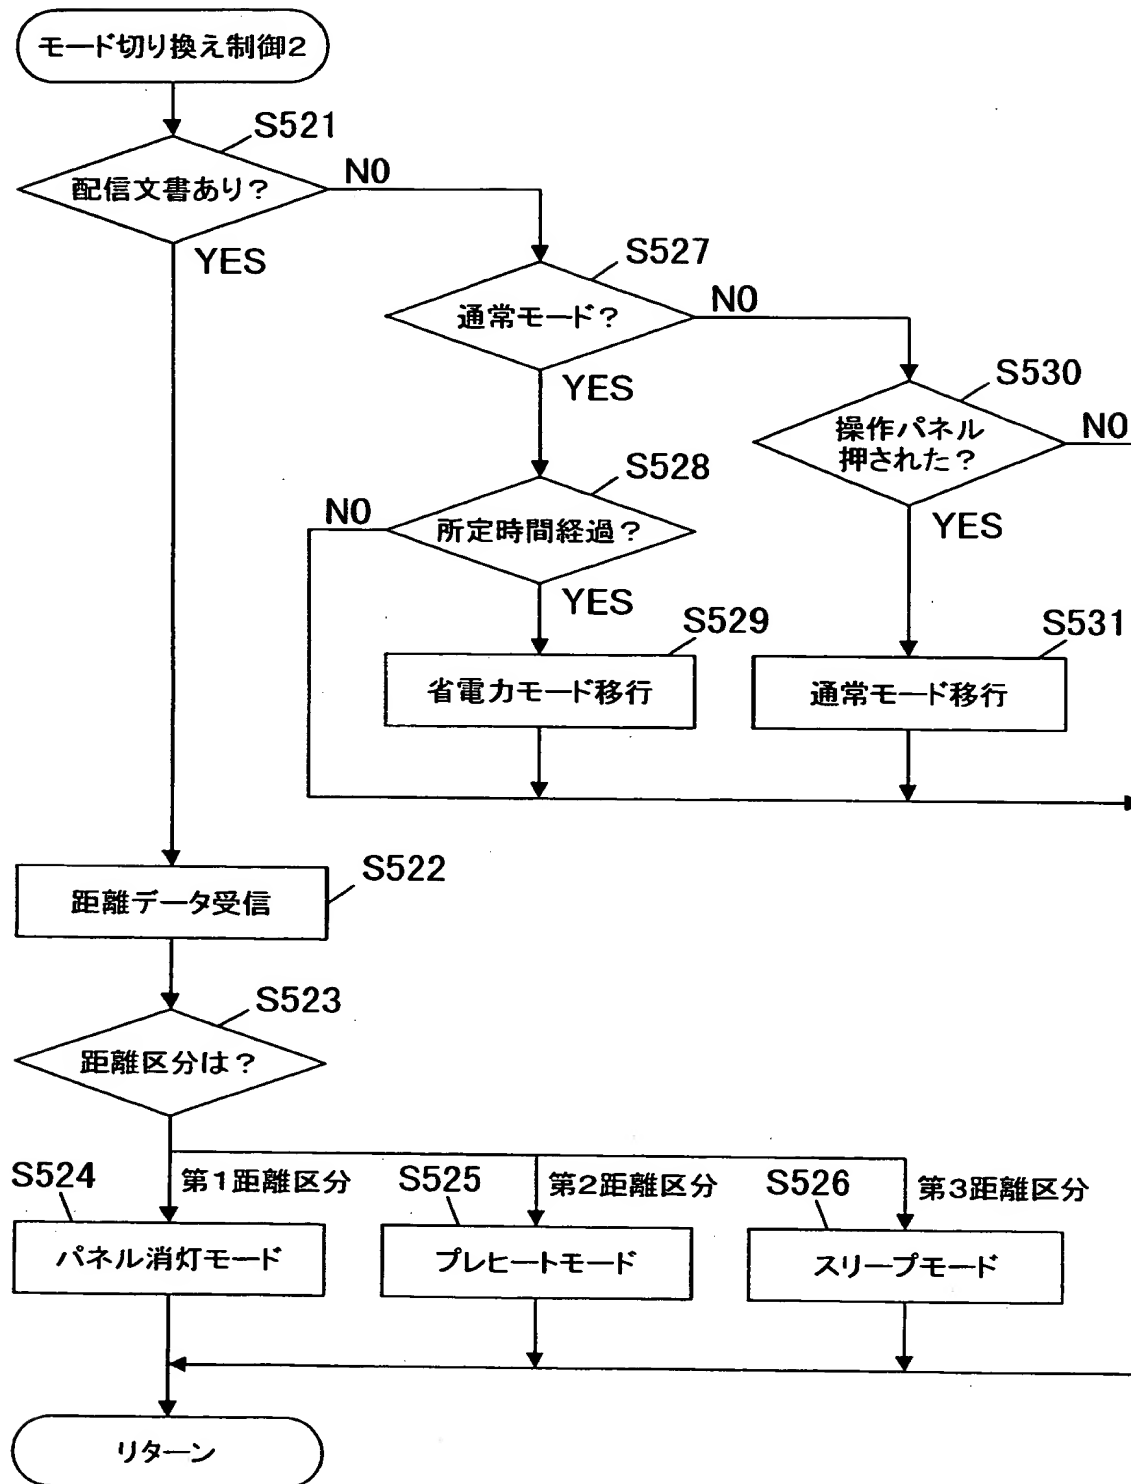 モード切り換え制御2
S521
配信文書あり?
NO
YES
S527
通常モード?
NO
YES
S530
操作パネル
押された?
NO
YES
S528
所定時間経過?
NO
YES
S529
省電力モード移行
S531
通常モード移行
S522
距離データ受信
S523
距離区分は?
S524
第1距離区分
S525
第2距離区分
S526
第3距離区分
パネル消灯モード
プレヒートモード
スリープモード
リターン